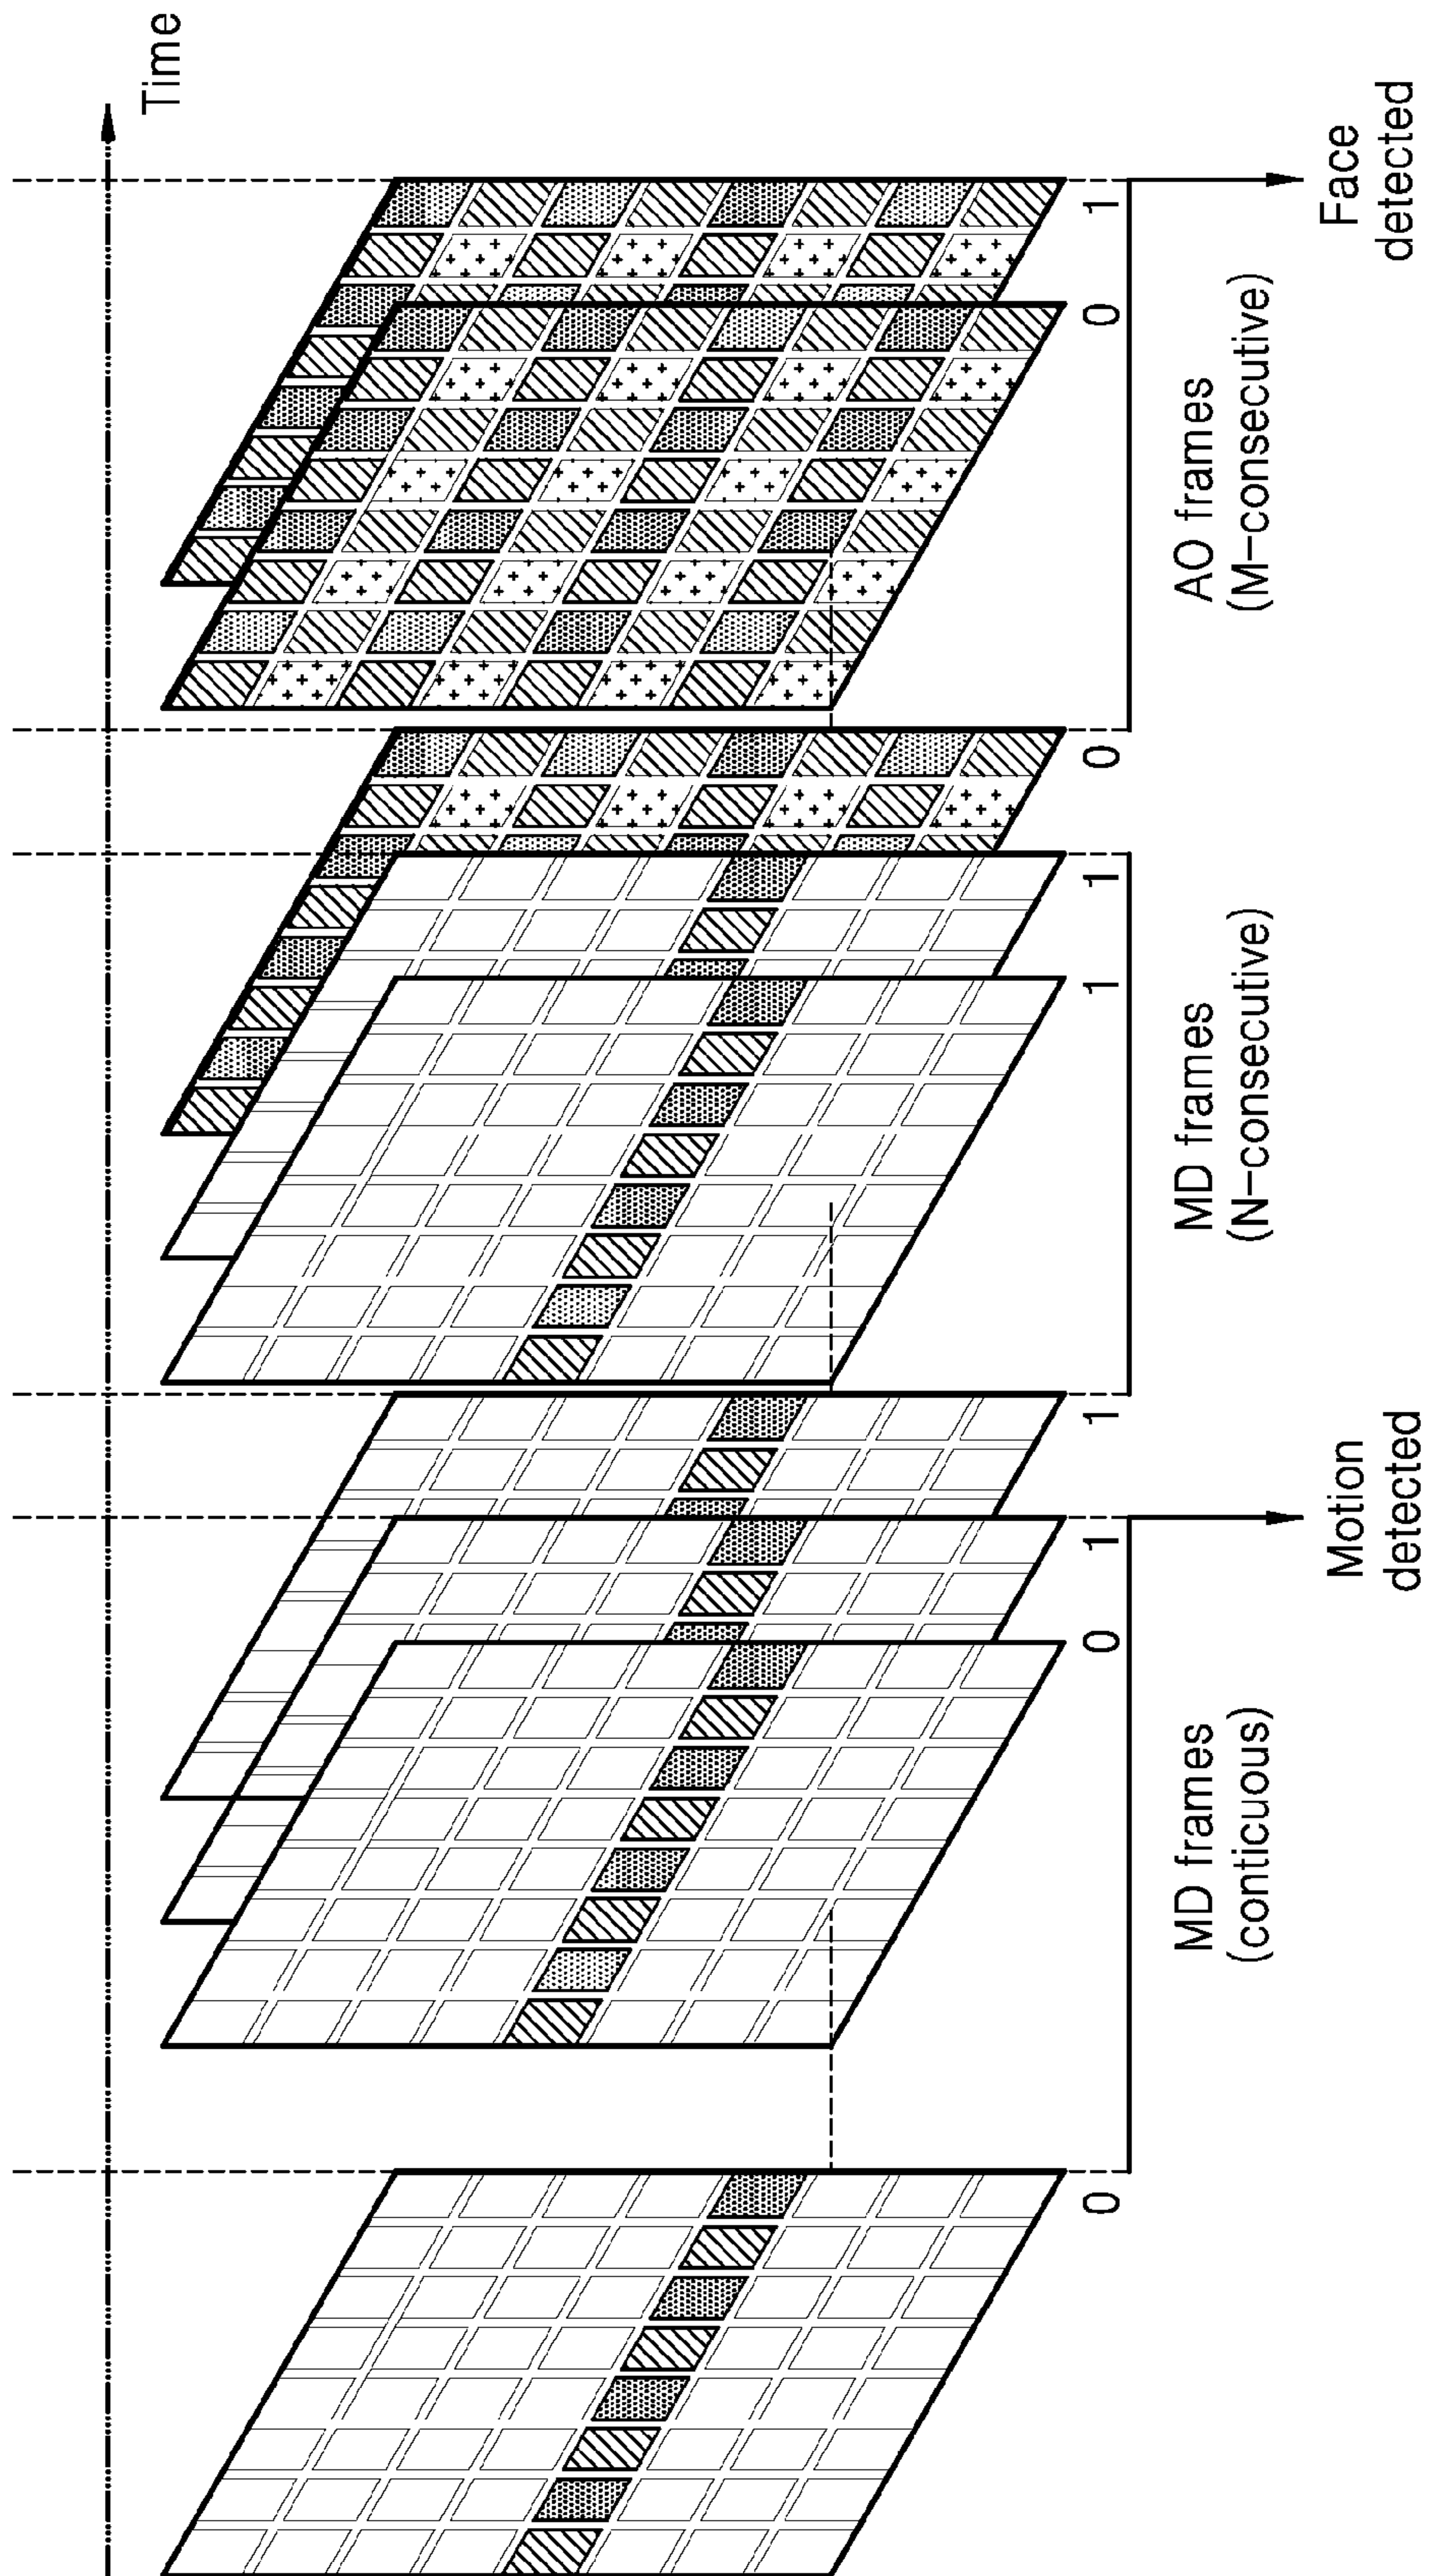 Time
0
0
1
1
1
1
0
0
1
MD frames
(conticuous)
MD frames
(N-consecutive)
AO frames
(M-consecutive)
Motion
detected
Face
detected